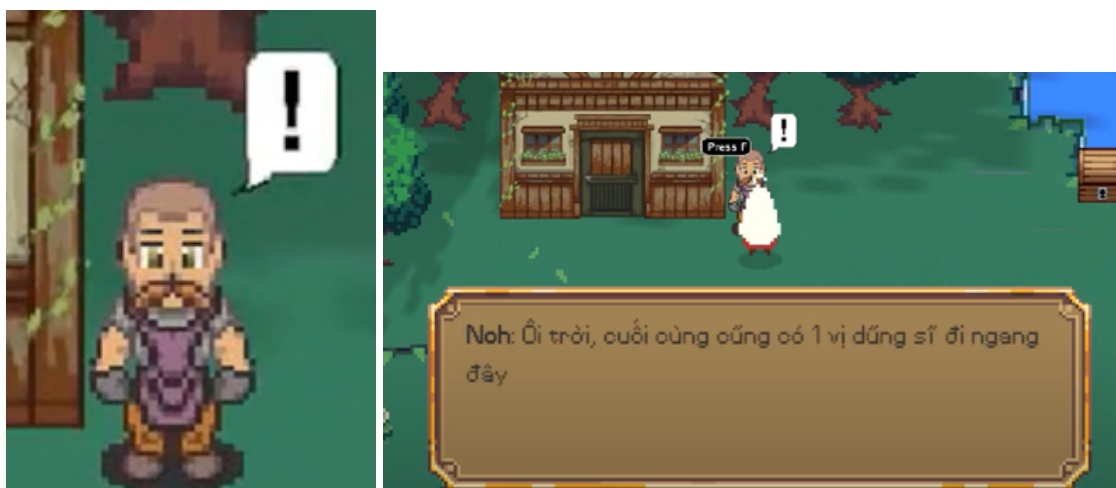 !
!
Press F
Noh: Ôi trời, cuối cùng cũng có 1 vị dũng sĩ đi ngang
đây